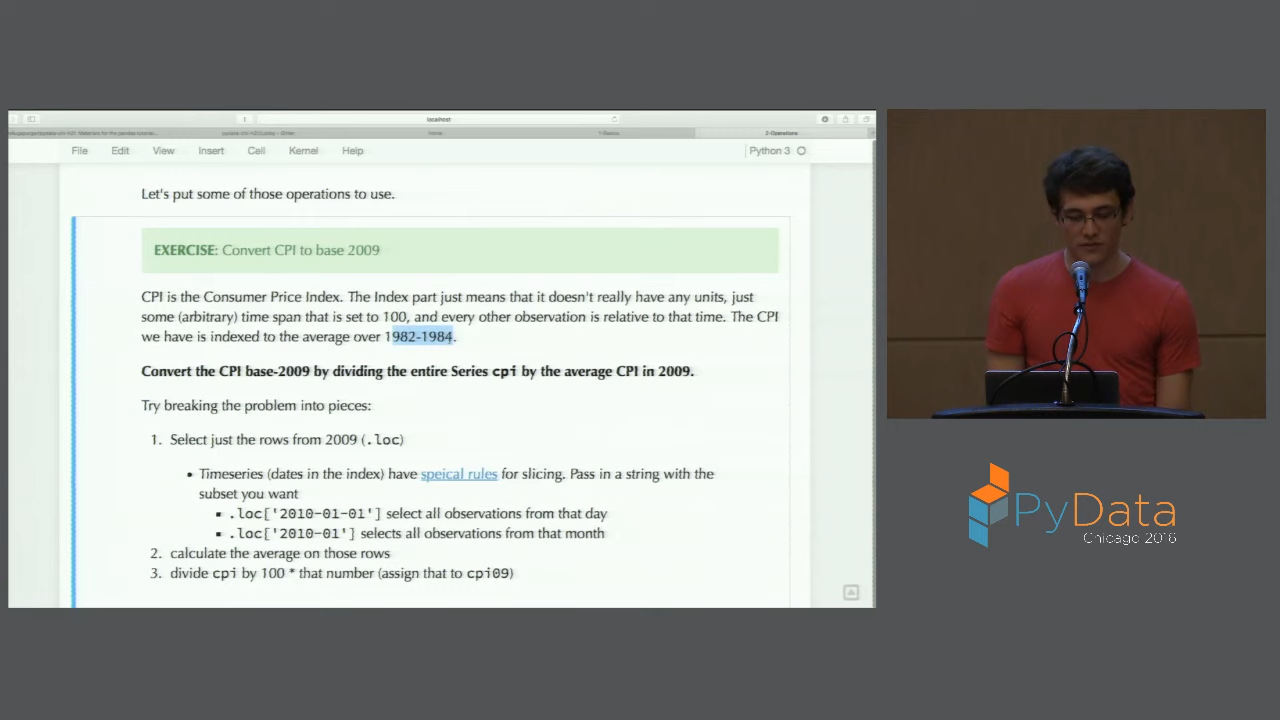 localhost
Home
1-Basics
2-Operations
File Edit View Insert Cell Kernel Help
Python 3
Let's put some of those operations to use.
EXERCISE: Convert CPI to base 2009
CPI is the Consumer Price Index. The Index part just means that it doesn't really have any units, just
some (arbitrary) time span that is set to 100, and every other observation is relative to that time. The CPI
we have is indexed to the average over 1982-1984.
Convert the CPI base-2009 by dividing the entire Series cpi by the average CPI in 2009.
Try breaking the problem into pieces:
1. Select just the rows from 2009 (.loc)
• Timeseries (dates in the index) have speical rules for slicing. Pass in a string with the
subset you want
▪ .loc['2010-01-01'] select all observations from that day
▪ .loc['2010-01'] selects all observations from that month
2. calculate the average on those rows
3. divide cpi by 100 * that number (assign that to cpi09)
PyData
Chicago 2016